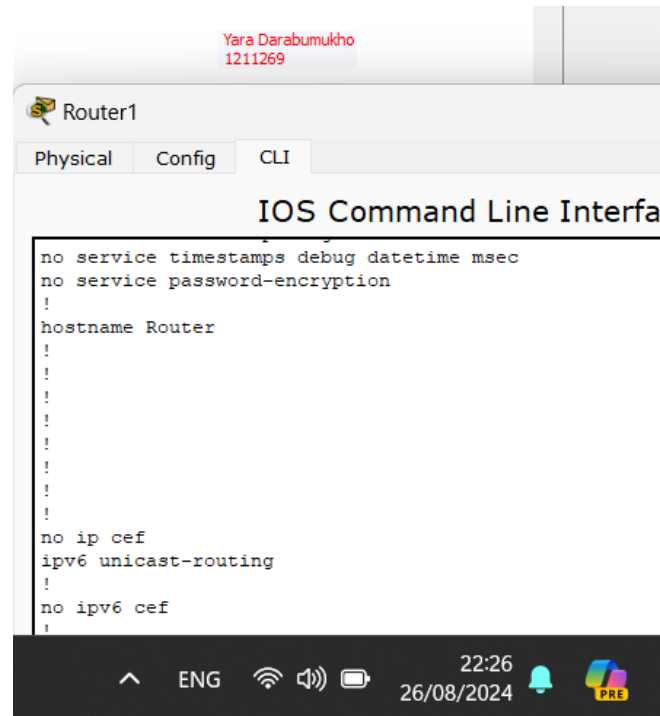 Yara Darabumukho
1211269
Router1
Physical Config CLI
IOS Command Line Interfa
no service timestamps debug datetime msec
no service password-encryption
!
hostname Router
!
!
!
!
!
!
!
!
no ip cef
ipv6 unicast-routing
!
no ipv6 cef
!
ENG
22:26
26/08/2024
PRE